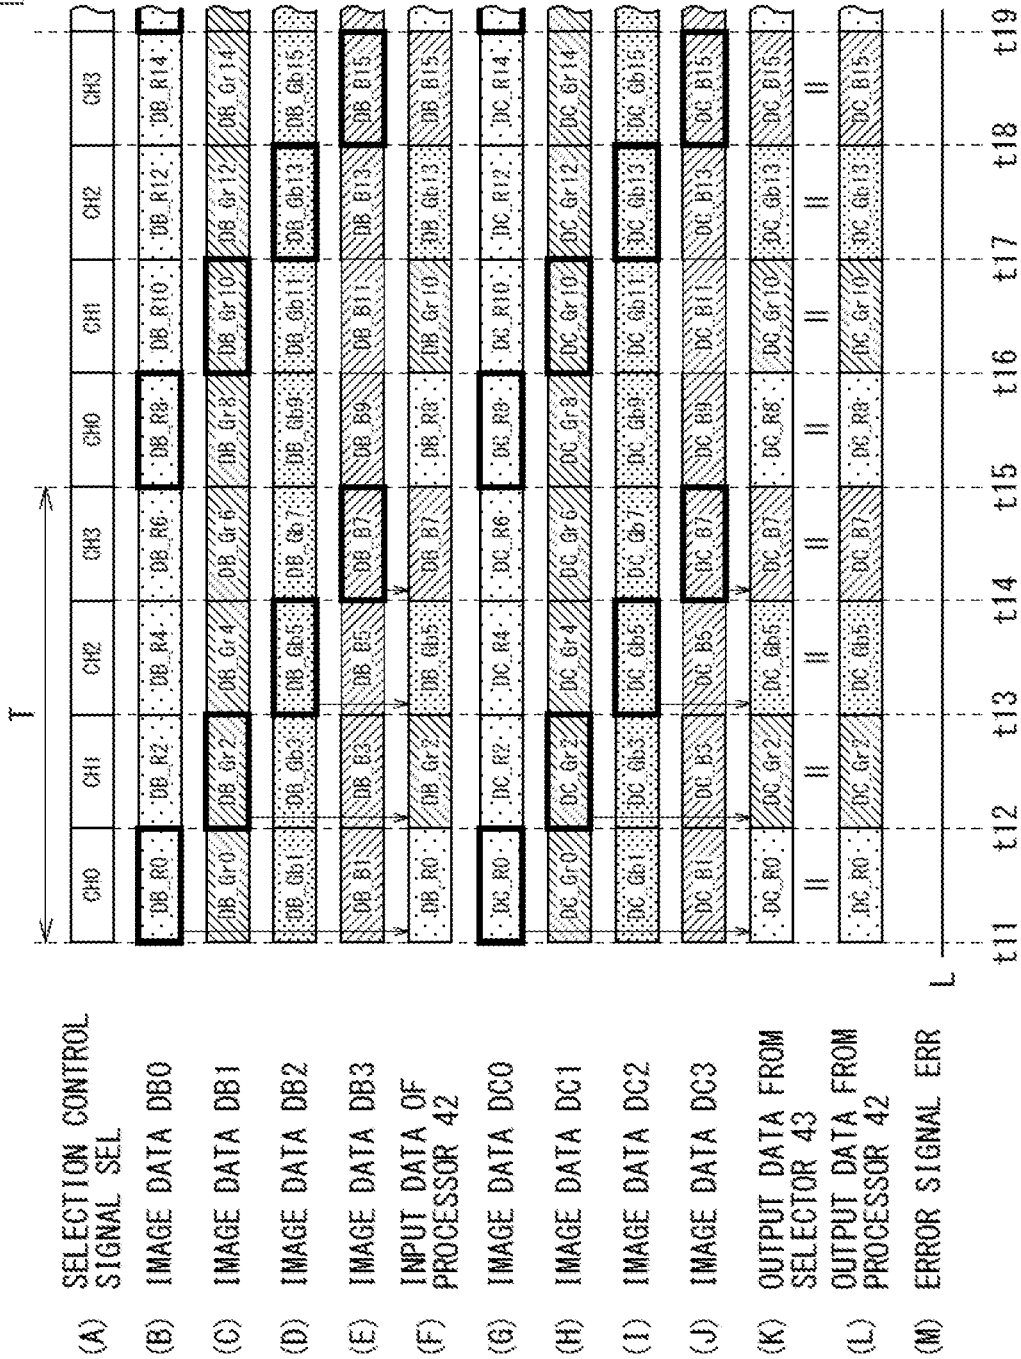 T
(A) SELECTION CONTROL SIGNAL SEL CH0 CH1 CH2 CH3 CH0 CH1 CH2 CH3
(B) IMAGE DATA DB0 DB_R0 DB_R2 DB_R4 DB_R6 DB_R8 DB_R10 DB_R12 DB_R14
(C) IMAGE DATA DB1 DB_Gr0 DB_Gr2 DB_Gr4 DB_Gr6 DB_Gr8 DB_Gr10 DB_Gr12 DB_Gr14
(D) IMAGE DATA DB2 DB_Gb1 DB_Gb3 DB_Gb5 DB_Gb7 DB_Gb9 DB_Gb11 DB_Gb13 DB_Gb15
(E) IMAGE DATA DB3 DB_B1 DB_B3 DB_B5 DB_B7 DB_B9 DB_B11 DB_B13 DB_B15
(F) INPUT DATA OF PROCESSOR 42 DB_R0 DB_Gr2 DB_Gb5 DB_B7 DB_R8 DB_Gr10 DB_Gb13 DB_B15
(G) IMAGE DATA DC0 DC_R0 DC_R2 DC_R4 DC_R6 DC_R8 DC_R10 DC_R12 DC_R14
(H) IMAGE DATA DC1 DC_Gr0 DC_Gr2 DC_Gr4 DC_Gr6 DC_Gr8 DC_Gr10 DC_Gr12 DC_Gr14
(I) IMAGE DATA DC2 DC_Gb1 DC_Gb3 DC_Gb5 DC_Gb7 DC_Gb9 DC_Gb11 DC_Gb13 DC_Gb15
(J) IMAGE DATA DC3 DC_B1 DC_B3 DC_B5 DC_B7 DC_B9 DC_B11 DC_B13 DC_B15
(K) OUTPUT DATA FROM SELECTOR 43 DC_R0 DC_Gr2 DC_Gb5 DC_B7 DC_R8 DC_Gr10 DC_Gb13 DC_B15
= = = = = = = =
(L) OUTPUT DATA FROM PROCESSOR 42 DC_R0 DC_Gr2 DC_Gb5 DC_B7 DC_R8 DC_Gr10 DC_Gb13 DC_B15
(M) ERROR SIGNAL ERR L
t11 t12 t13 t14 t15 t16 t17 t18 t19